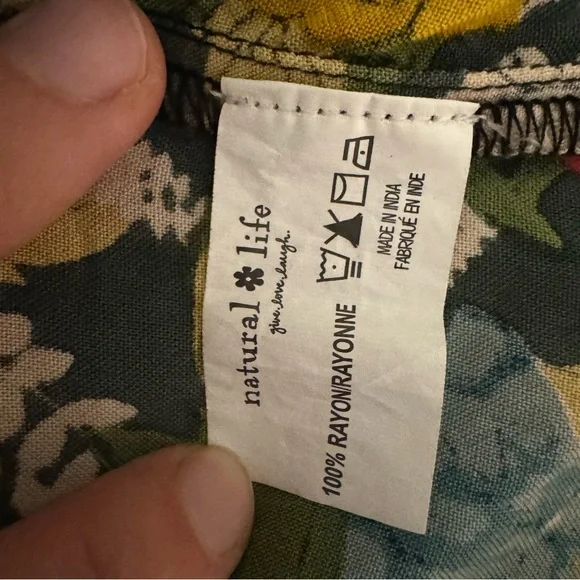 natural life
give.love.laugh.
100% RAYON/RAYONNE
MADE IN INDIA
FABRIQUÉ EN INDE